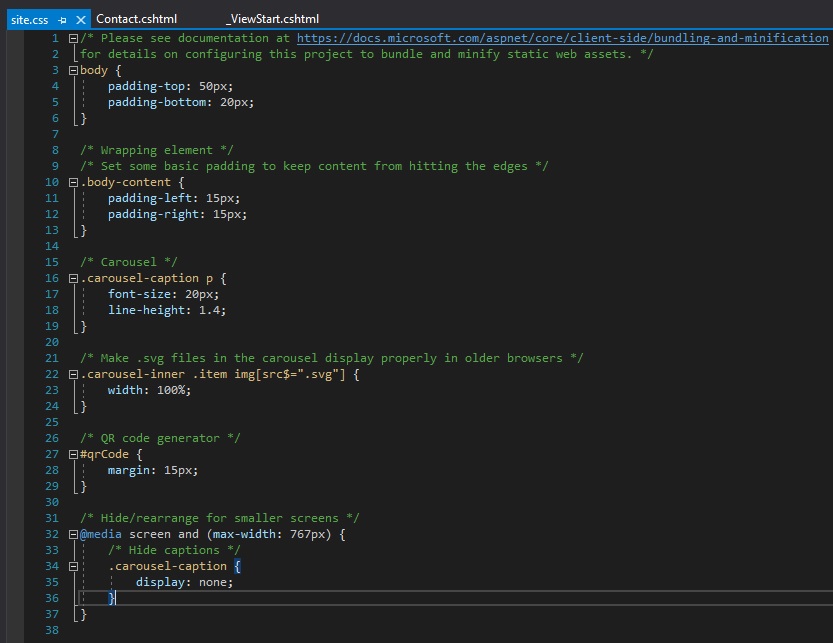 site.css Contact.cshtml _ViewStart.cshtml
1 /* Please see documentation at https://docs.microsoft.com/aspnet/core/client-side/bundling-and-minification
2 for details on configuring this project to bundle and minify static web assets. */
3 body {
4 padding-top: 50px;
5 padding-bottom: 20px;
6 }
7
8 /* Wrapping element */
9 /* Set some basic padding to keep content from hitting the edges */
10 .body-content {
11 padding-left: 15px;
12 padding-right: 15px;
13 }
14
15 /* Carousel */
16 .carousel-caption p {
17 font-size: 20px;
18 line-height: 1.4;
19 }
20
21 /* Make .svg files in the carousel display properly in older browsers */
22 .carousel-inner .item img[src$=".svg"] {
23 width: 100%;
24 }
25
26 /* QR code generator */
27 #qrCode {
28 margin: 15px;
29 }
30
31 /* Hide/rearrange for smaller screens */
32 @media screen and (max-width: 767px) {
33 /* Hide captions */
34 .carousel-caption {
35 display: none;
36 }
37 }
38